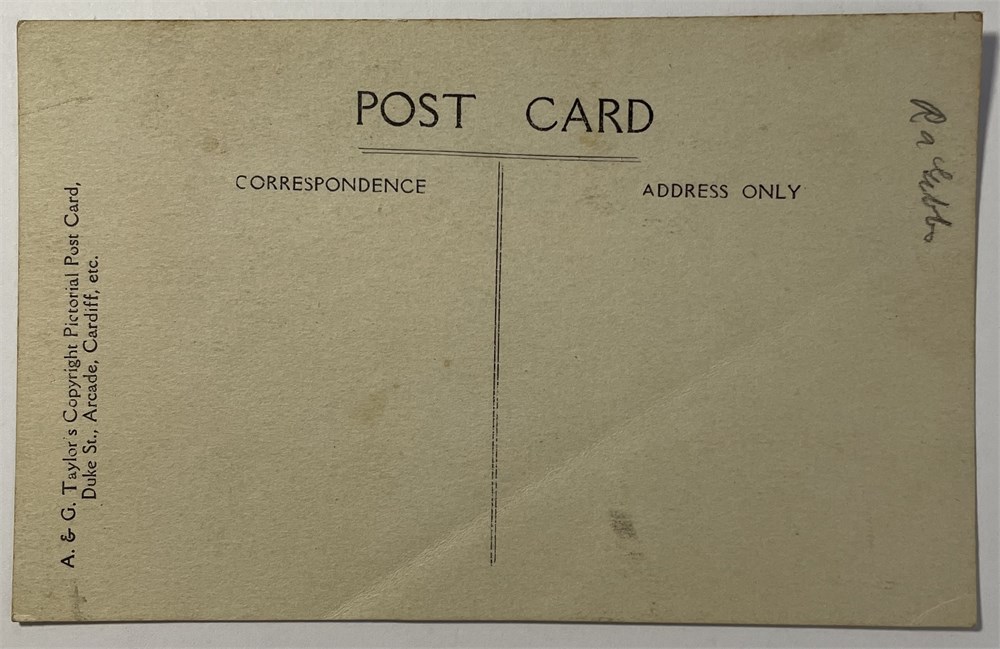 POST CARD
CORRESPONDENCE
ADDRESS ONLY
A. & G. Taylor's Copyright Pictorial Post Card,
Duke St., Arcade, Cardiff, etc.